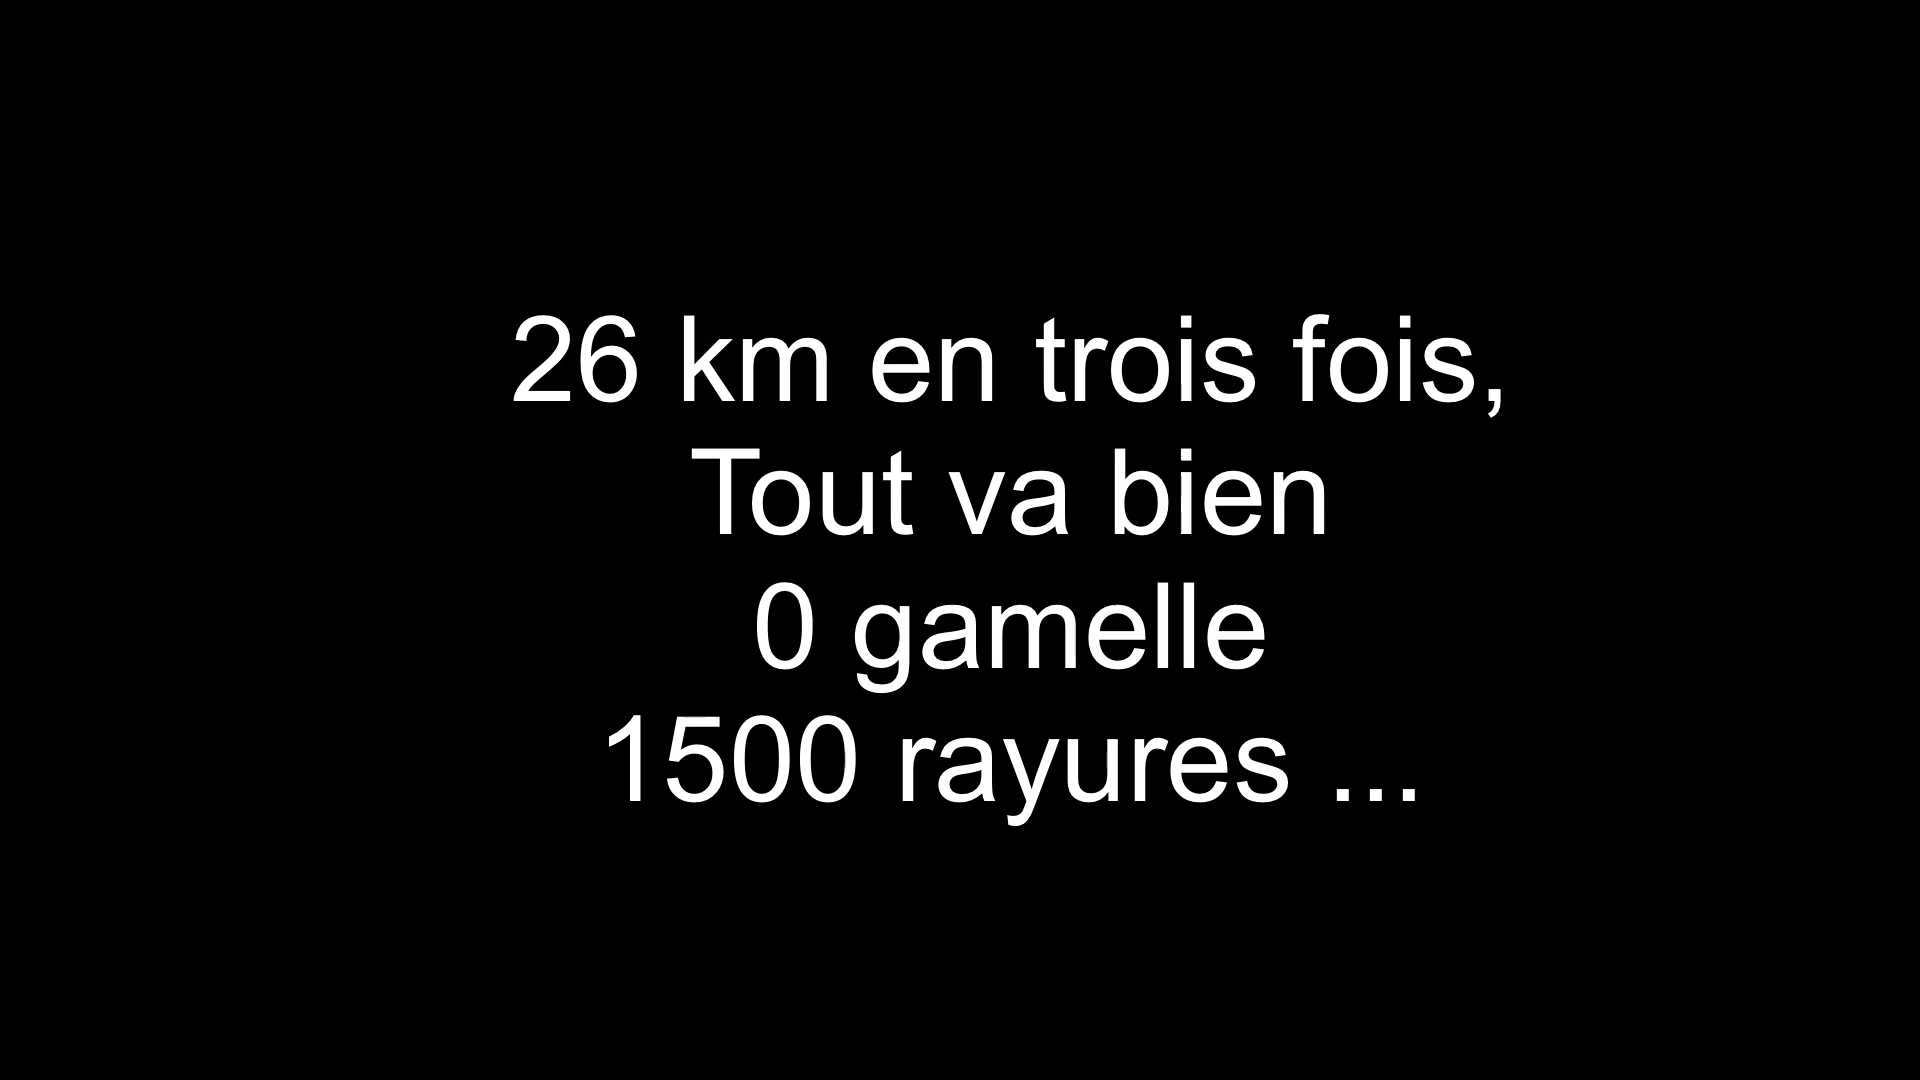 26 km en trois fois,
Tout va bien
0 gamelle
1500 rayures ...